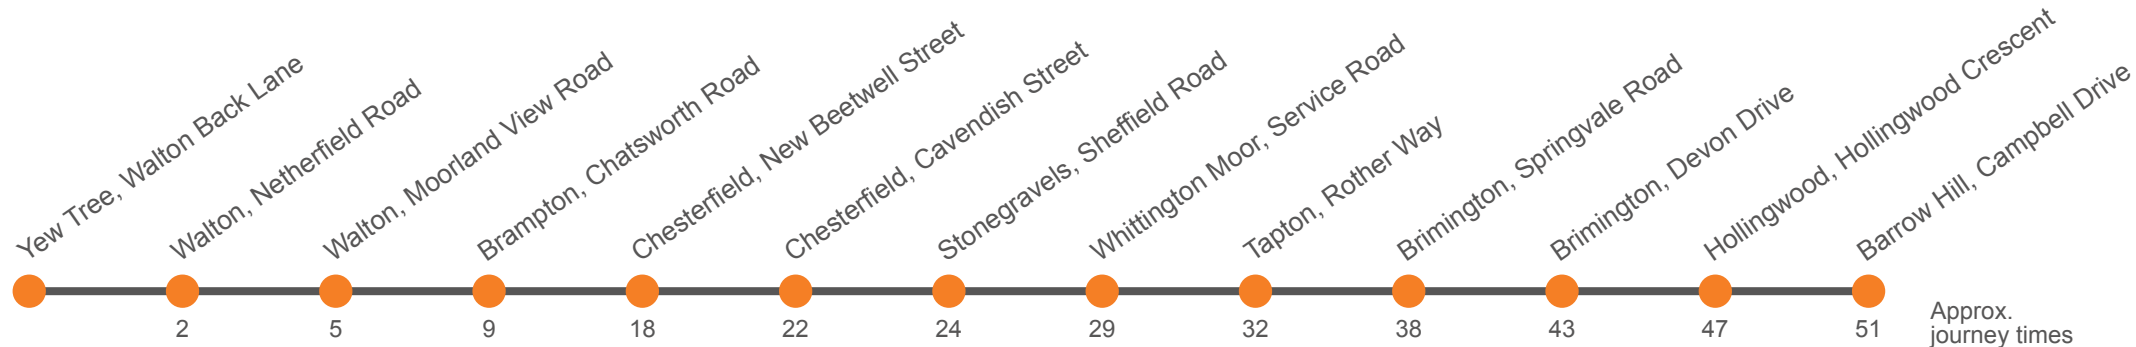 Yew Tree, Walton Back Lane
Walton, Netherfield Road
Walton, Moorland View Road
Brampton, Chatsworth Road
Chesterfield, New Beetwell Street
Chesterfield, Cavendish Street
Stonegravels, Sheffield Road
Whittington Moor, Service Road
Tapton, Rother Way
Brimington, Springvale Road
Brimington, Devon Drive
Hollingwood, Hollingwood Crescent
Barrow Hill, Campbell Drive
2 5 9 18 22 24 29 32 38 43 47 51
Approx.
journey times